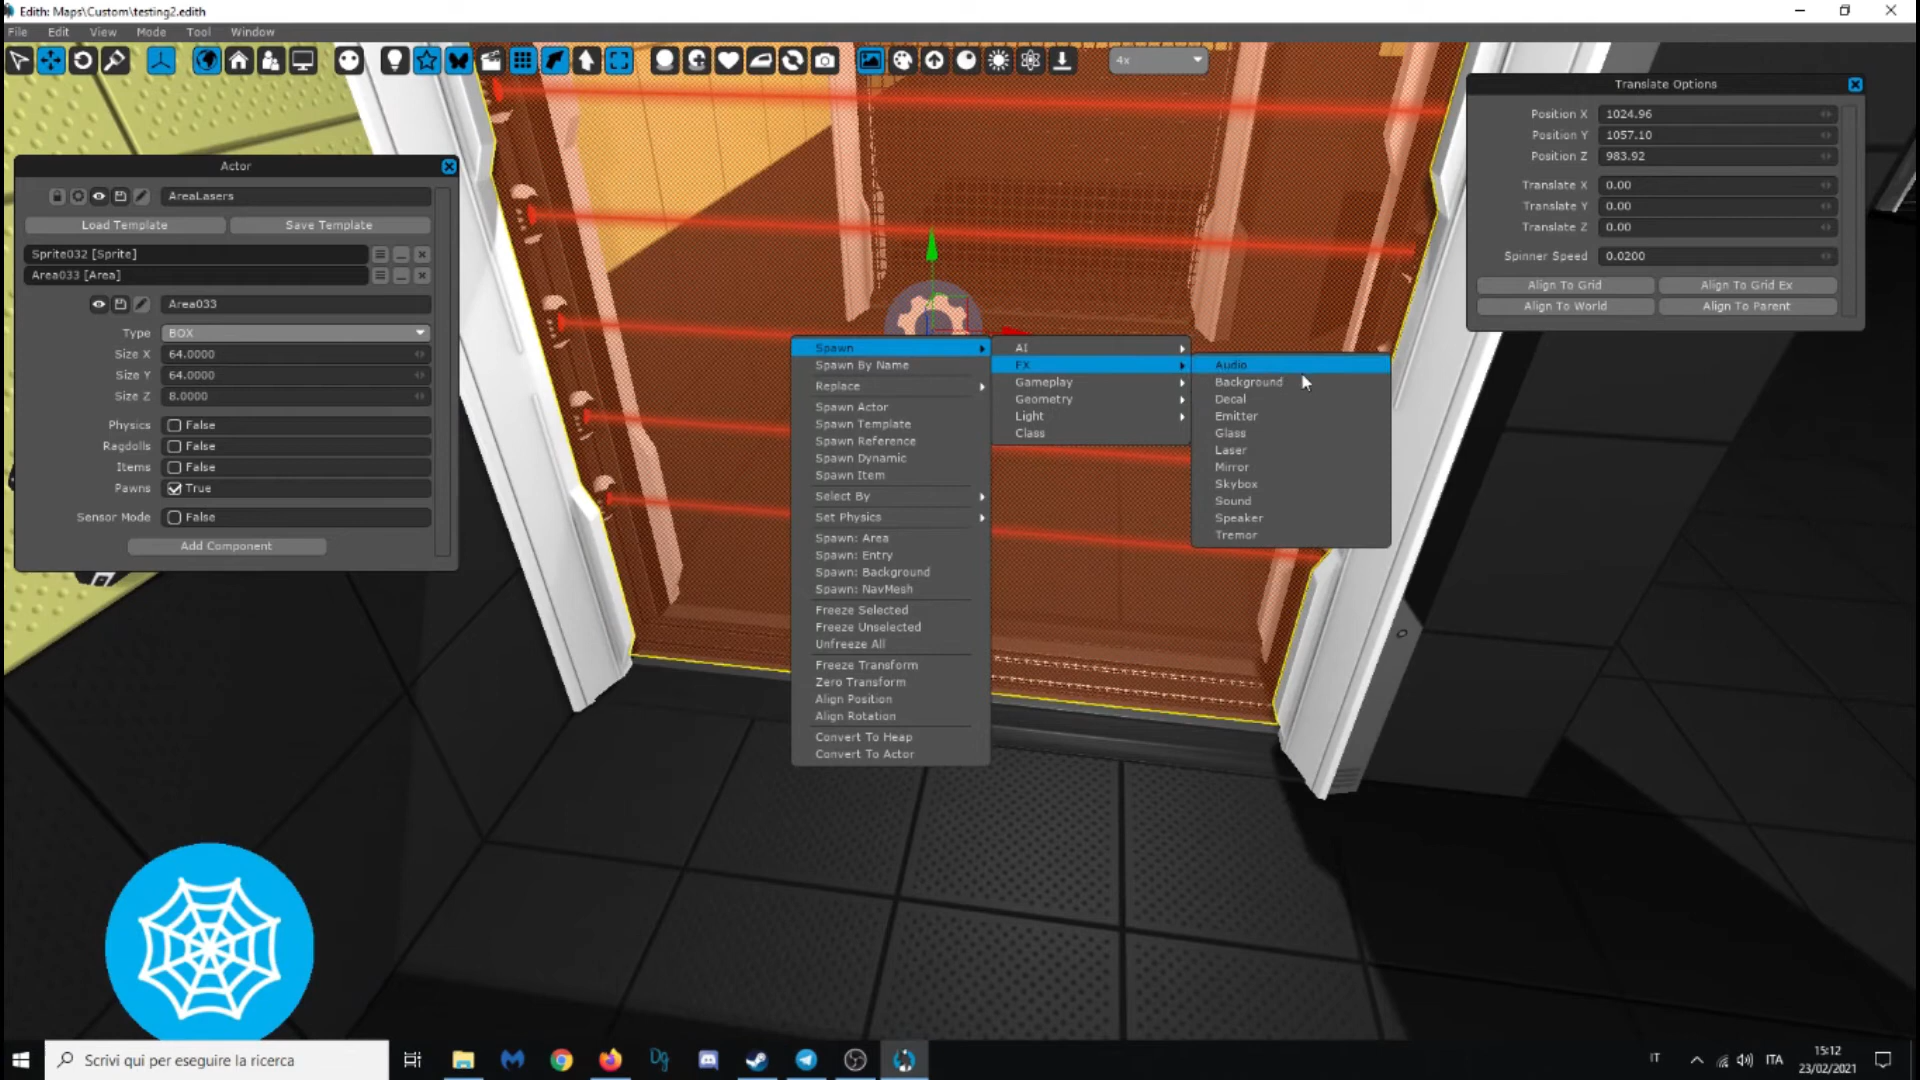 Edith: Maps\Custom\testing2.edith
File Edit View Mode Tool Window
4x
Actor
AreaLasers
Load Template Save Template
Sprite032 [Sprite]
Area033 [Area]
Area033
Type BOX
Size X 64.0000
Size Y 64.0000
Size Z 8.0000
Physics False
Ragdolls False
Items False
Pawns True
Sensor Mode False
Add Component
Spawn
Spawn By Name
Replace
Spawn Actor
Spawn Template
Spawn Reference
Spawn Dynamic
Spawn Item
Select By
Set Physics
Spawn: Area
Spawn: Entry
Spawn: Background
Spawn: NavMesh
Freeze Selected
Freeze Unselected
Unfreeze All
Freeze Transform
Zero Transform
Align Position
Align Rotation
Convert To Heap
Convert To Actor
AI
FX
Gameplay
Geometry
Light
Class
Audio
Background
Decal
Emitter
Glass
Laser
Mirror
Skybox
Sound
Speaker
Tremor
Translate Options
Position X 1024.96
Position Y 1057.10
Position Z 983.92
Translate X 0.00
Translate Y 0.00
Translate Z 0.00
Spinner Speed 0.0200
Align To Grid Align To Grid Ex
Align To World Align To Parent
Scrivi qui per eseguire la ricerca
Dg
IT
ITA
15:12
23/02/2021